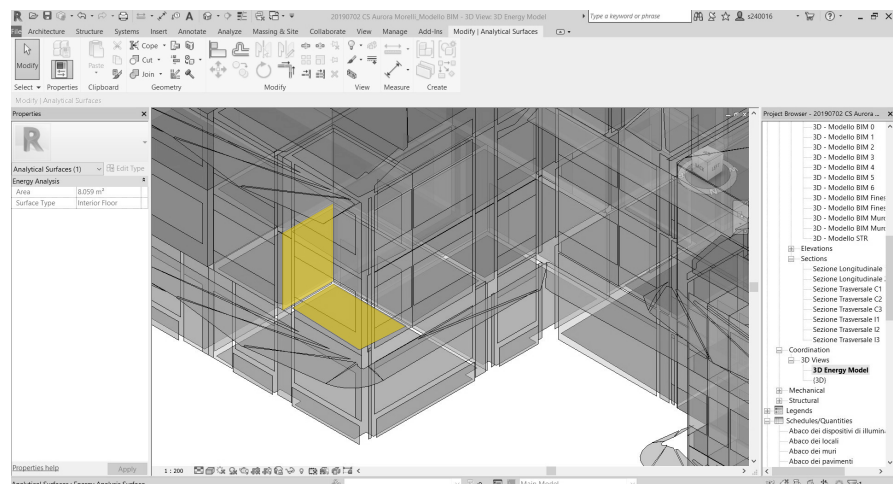 20190702 CS Aurora Morelli_Modello BIM - 3D View: 3D Energy Model
Type a keyword or phrase
s240016
File Architecture Structure Systems Insert Annotate Analyze Massing & Site Collaborate View Manage Add-Ins Modify | Analytical Surfaces
Modify
Properties
Paste
Cope
Cut
Join
Select Properties Clipboard Geometry Modify View Measure Create
Modify | Analytical Surfaces
Properties
R
Analytical Surfaces (1)
Edit Type
Energy Analysis
Area 8.059 m²
Surface Type Interior Floor
Properties help
Apply
1 : 200
Main Model
Project Browser - 20190702 CS Aurora ...
3D - Modello BIM 0
3D - Modello BIM 1
3D - Modello BIM 2
3D - Modello BIM 3
3D - Modello BIM 4
3D - Modello BIM 5
3D - Modello BIM 6
3D - Modello BIM Fines
3D - Modello BIM Fines
3D - Modello BIM Mur
3D - Modello BIM Mur
3D - Modello STR
Elevations
Sections
Sezione Longitudinale
Sezione Longitudinale
Sezione Trasversale C1
Sezione Trasversale C2
Sezione Trasversale C3
Sezione Trasversale I1
Sezione Trasversale I2
Sezione Trasversale I3
Coordination
3D Views
3D Energy Model
{3D}
Mechanical
Structural
Legends
Schedules/Quantities
Abaco dei dispositivi di illumin
Abaco dei locali
Abaco dei muri
Abaco dei pavimenti
Analytical Surfaces : Energy Analysis Surface